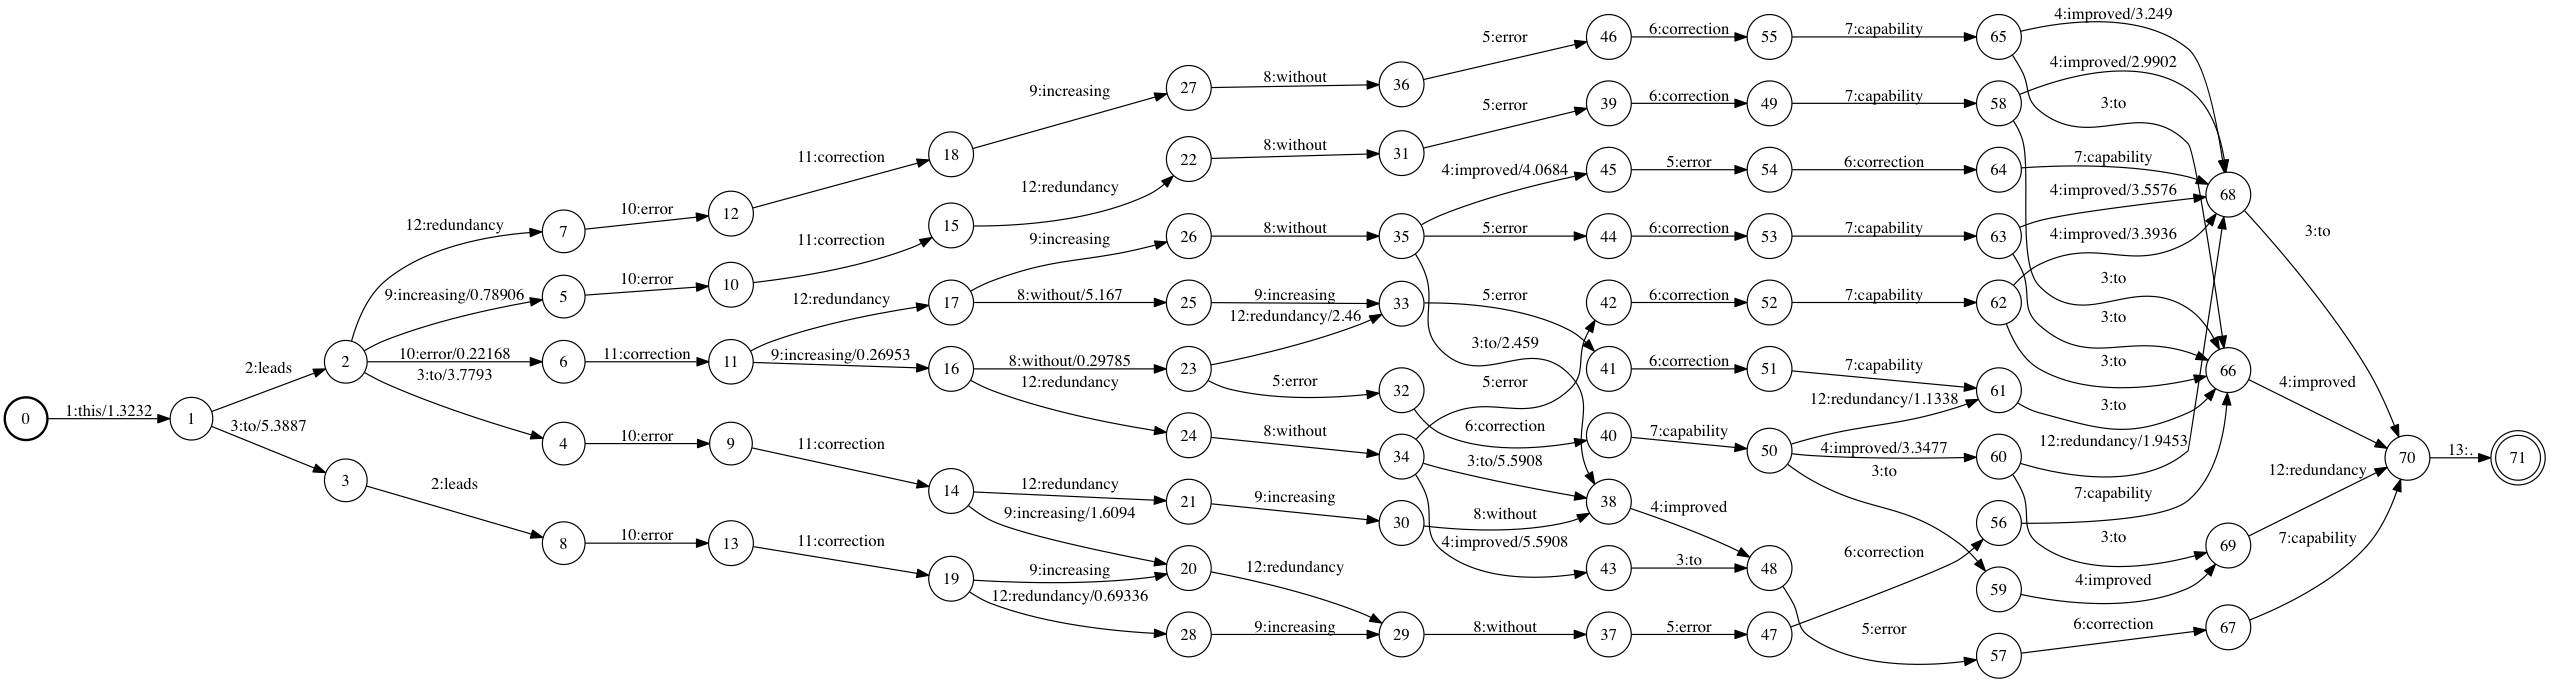 46 6:correction 55 7:capability 65 4:improved/3.249
5:error
27 8:without 36
9:increasing
4:improved/2.9902
39 6:correction 49 7:capability 58 3:to
5:error
18 22 8:without 31
11:correction
12:redundancy
4:improved/4.0684 45 5:error 54 6:correction 64 7:capability
7 10:error 12
12:redundancy
15
11:correction
9:increasing
26 8:without 35 5:error 44 6:correction 53 7:capability 63 4:improved/3.5576
68
3:to
4:improved/3.3936
9:increasing/0.78906 5 10:error 10
12:redundancy 17 8:without/5.167 25 9:increasing 33 5:error 42 6:correction 52 7:capability 62 3:to
12:redundancy/2.46
3:to
3:to/2.459
2:leads 2 10:error/0.22168 6 11:correction 11 9:increasing/0.26953 16 8:without/0.29785 23 41 6:correction 51 7:capability 3:to 66
3:to/3.7793
12:redundancy
5:error 32 5:error
4:improved
0 1:this/1.3232 1 3:to/5.3887
12:redundancy/1.1338 61 3:to
4 10:error 9 11:correction
24 8:without 34 6:correction 40 7:capability 50 4:improved/3.3477 60 12:redundancy/1.9453
3:to/5.5908
3:to
70 13:. 71
3 2:leads
14 12:redundancy 21 9:increasing 30 8:without 38 4:improved
9:increasing/1.6094
12:redundancy
7:capability
56
8 10:error 13 11:correction
4:improved/5.5908
6:correction
3:to 69 7:capability
19 9:increasing 20 12:redundancy 43 3:to 48
12:redundancy/0.69336
59 4:improved
28 9:increasing 29 8:without 37 5:error 47 5:error
57 6:correction 67